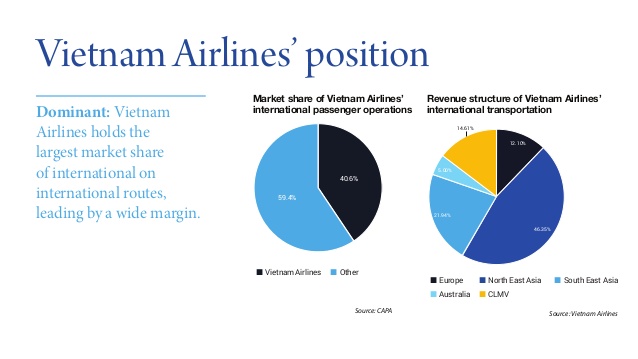 Vietnam Airlines’ position
Dominant: Vietnam
Airlines holds the
largest market share
of international on
international routes,
leading by a wide margin.
Market share of Vietnam Airlines’
international passenger operations
40.6%
59.4%
Vietnam Airlines Other
Source: CAPA
Revenue structure of Vietnam Airlines’
international transportation
14.61%
12.10%
21.94%
46.35%
Europe North East Asia South East Asia
Australia CLMV
Source: Vietnam Airlines